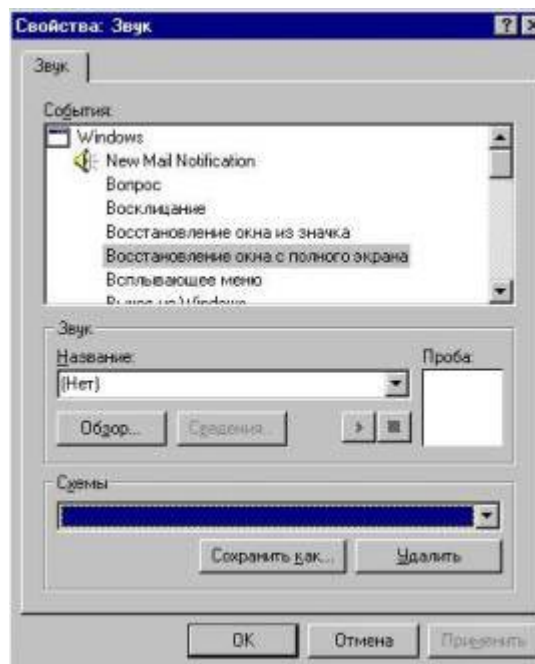 Свойства: Звук
Звук
События:
Windows
New Mail Notification
Вопрос
Восклицание
Восстановление окна из значка
Восстановление окна с полного экрана
Всплывающее меню
Звук
Название: Проба:
(Нет)
Обзор... Сведения...
Схемы
Сохранить как... Удалить
OK Отмена Применить